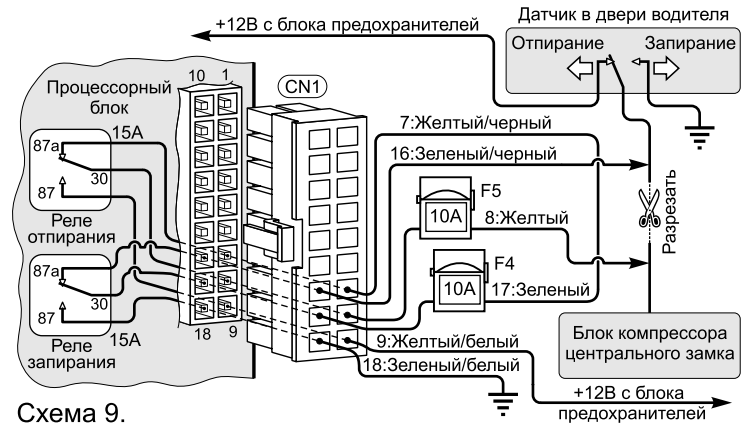 +12В с блока предохранителей
Датчик в двери водителя
Отпирание
Запирание
Процессорный
блок
10 1
CN1
15А
87а
30
87
Реле
отпирания
87а
30
87
15А
Реле
запирания
18 9
7:Желтый/черный
16:Зеленый/черный
F5
10А
8:Желтый
F4
10А
17:Зеленый
Разрезать
9:Желтый/белый
18:Зеленый/белый
Блок компрессора
центрального замка
+12В с блока
предохранителей
Схема 9.